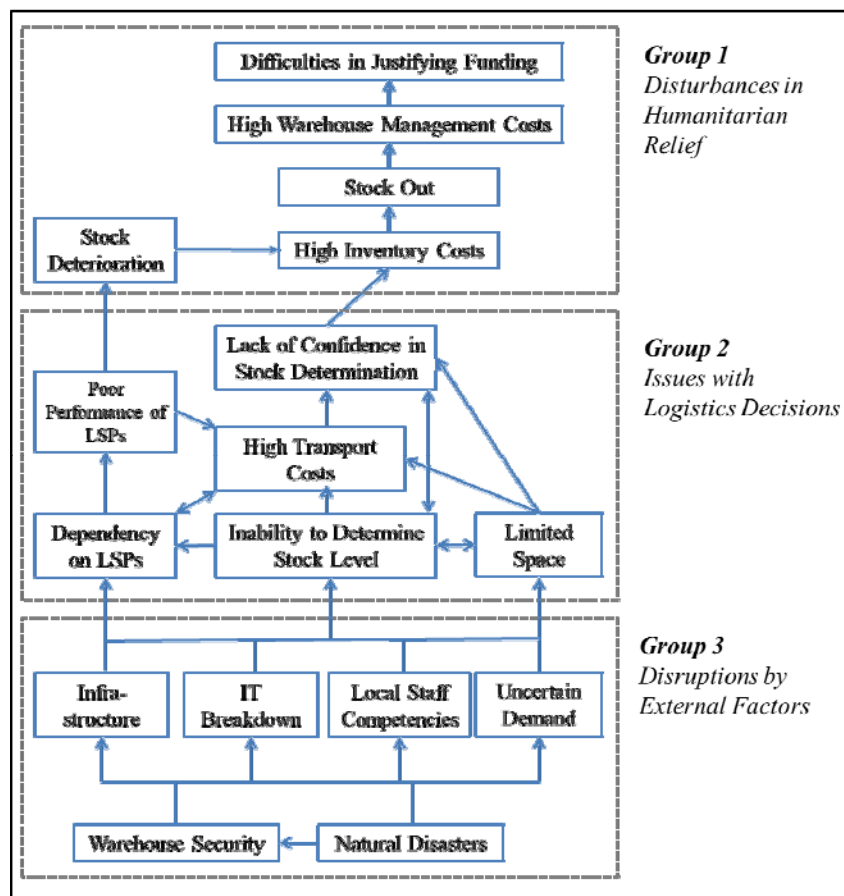 Difficulties in Justifying Funding
High Warehouse Management Costs
Stock Out
Stock
Deterioration
High Inventory Costs
Group 1
Disturbances in
Humanitarian
Relief
Lack of Confidence in
Stock Determination
Poor
Performance of
LSPs
High Transport
Costs
Dependency
on LSPs
Inability to Determine
Stock Level
Limited
Space
Group 2
Issues with
Logistics Decisions
Infra-
structure
IT
Breakdown
Local Staff
Competencies
Uncertain
Demand
Warehouse Security
Natural Disasters
Group 3
Disruptions by
External Factors